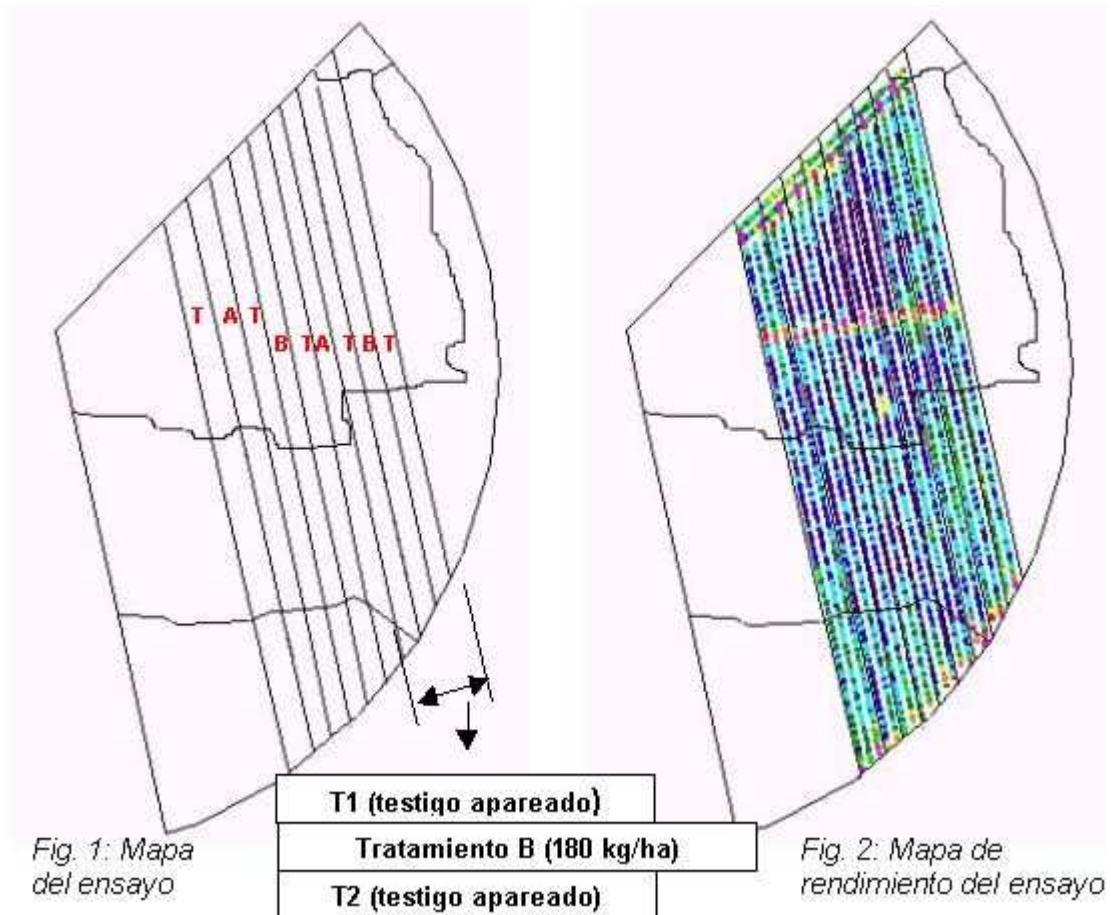 T A T
B T A T B T
T1 (testigo apareado)
Tratamiento B (180 kg/ha)
T2 (testigo apareado)
Fig. 1: Mapa
del ensayo
Fig. 2: Mapa de
rendimiento del ensayo